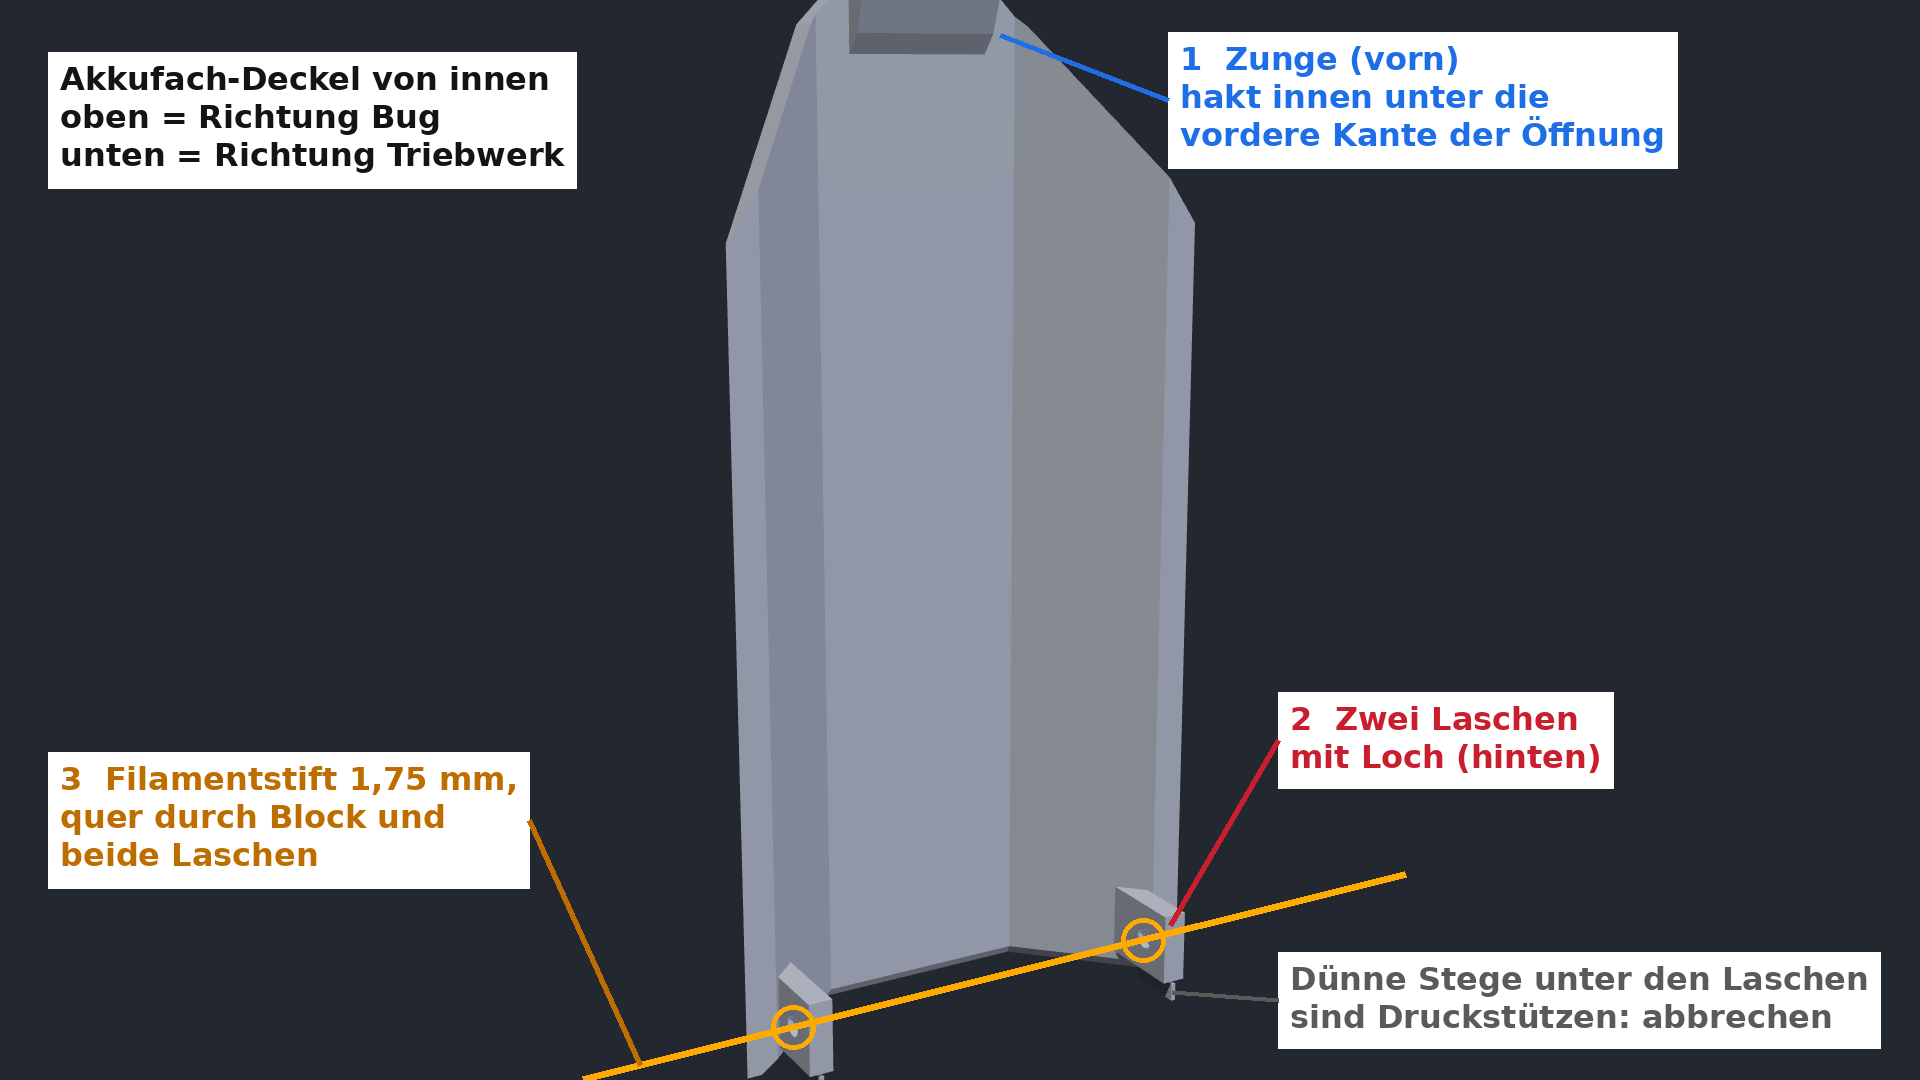 Akkufach-Deckel von innen
oben = Richtung Bug
unten = Richtung Triebwerk
1 Zunge (vorn)
hakt innen unter die
vordere Kante der Öffnung
2 Zwei Laschen
mit Loch (hinten)
3 Filamentstift 1,75 mm,
quer durch Block und
beide Laschen
Dünne Stege unter den Laschen
sind Druckstützen: abbrechen